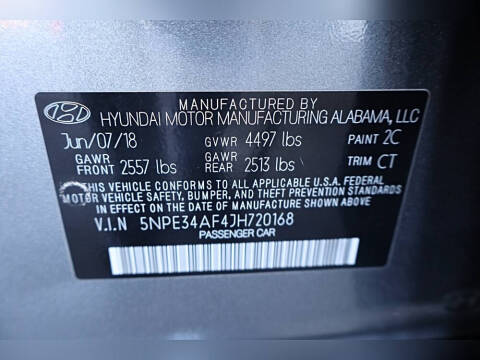 MANUFACTURED BY
HYUNDAI MOTOR MANUFACTURING ALABAMA, LLC
Jun/07/18 GVWR 4497 lbs PAINT 2C
GAWR FRONT 2557 lbs GAWR REAR 2513 lbs TRIM CT
THIS VEHICLE CONFORMS TO ALL APPLICABLE U.S.A. FEDERAL
MOTOR VEHICLE SAFETY, BUMPER, AND THEFT PREVENTION STANDARDS
IN EFFECT ON THE DATE OF MANUFACTURE SHOWN ABOVE
V.I.N 5NPE34AF4JH720168
PASSENGER CAR